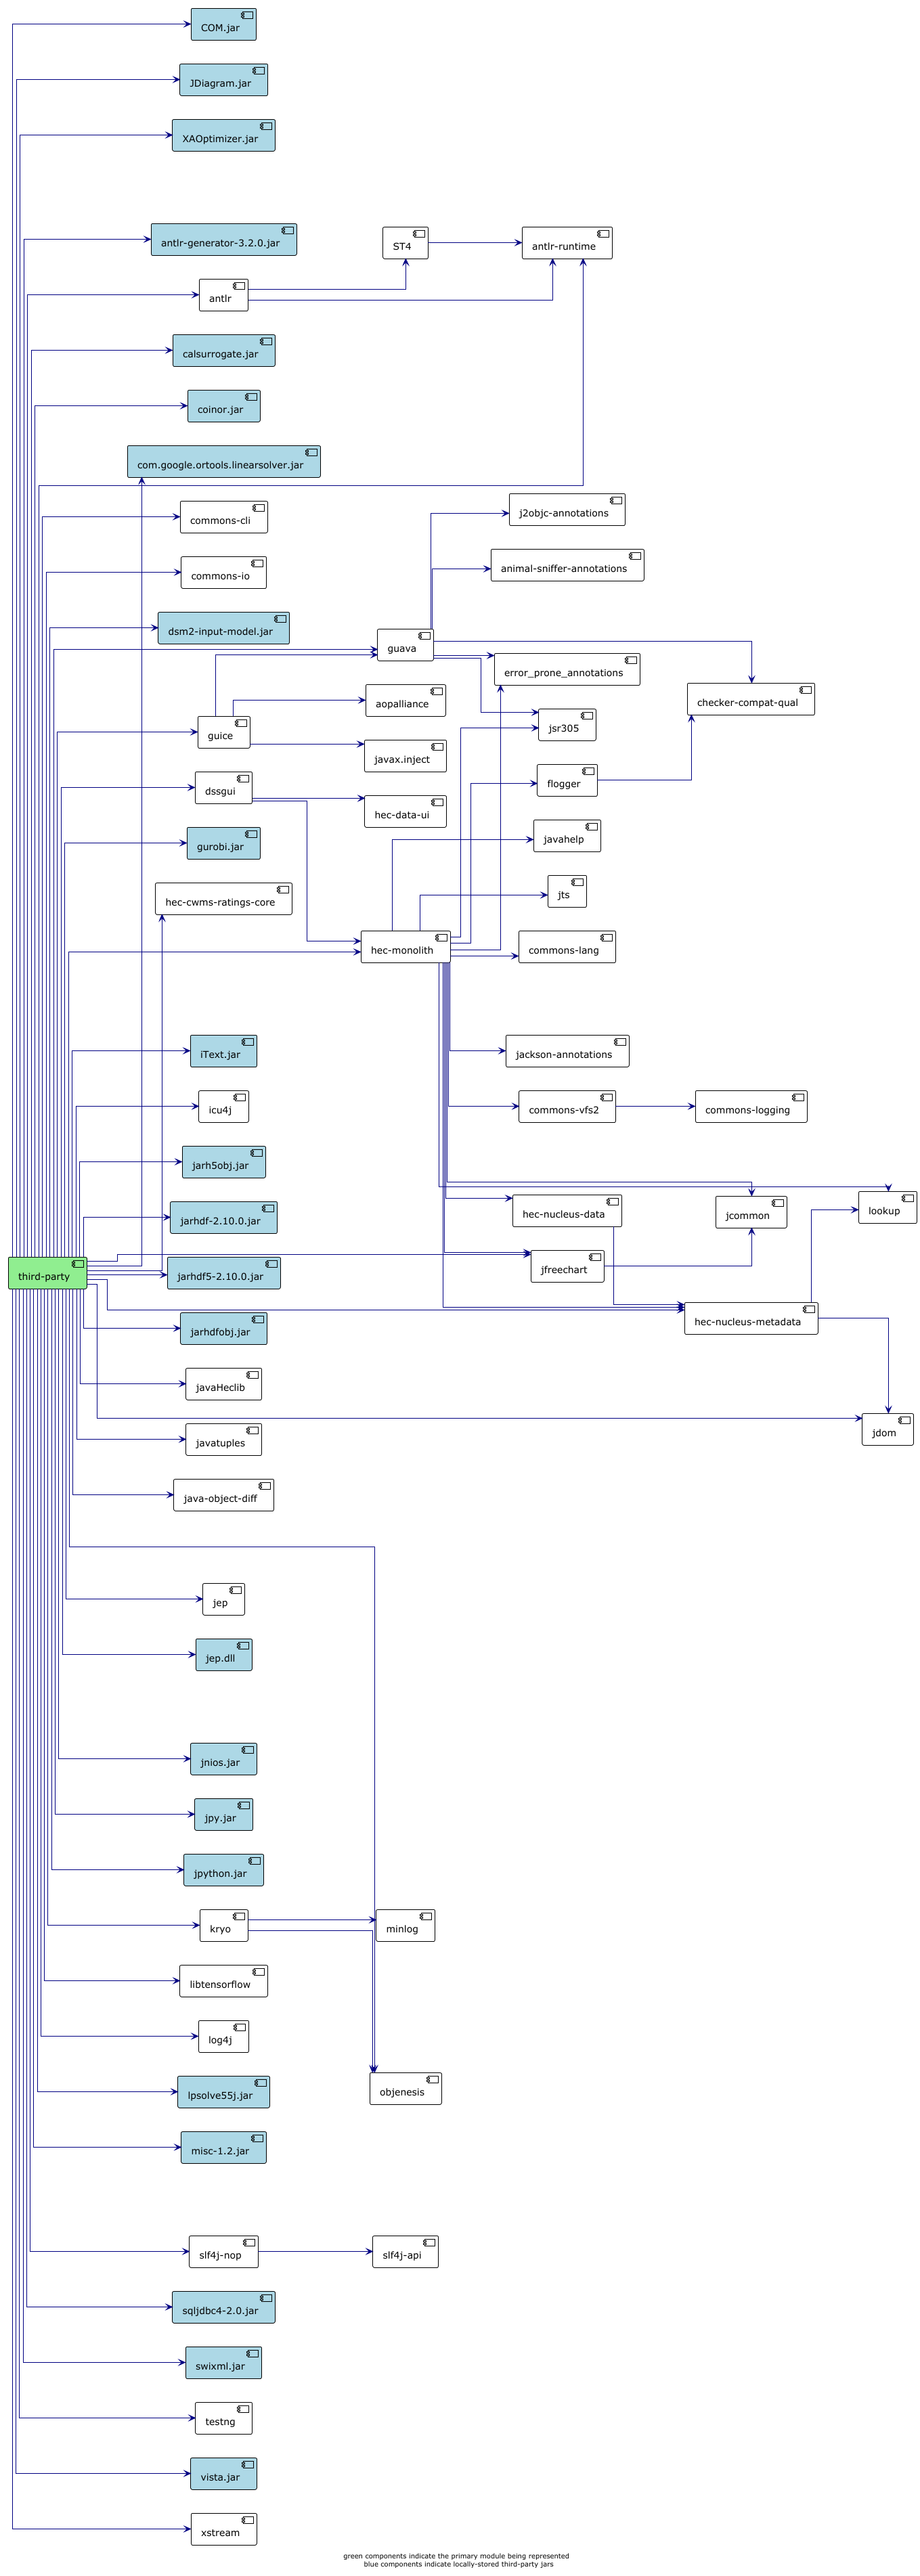 COM.jar
JDiagram.jar
XAOptimizer.jar
antlr-generator-3.2.0.jar
ST4
antlr-runtime
antlr
calsurrogate.jar
coinor.jar
com.google.ortools.linearsolver.jar
j2objc-annotations
commons-cli
animal-sniffer-annotations
commons-io
dsm2-input-model.jar
guava
error_prone_annotations
checker-compat-qual
aopalliance
jsr305
guice
javax.inject
flogger
dssgui
hec-data-ui
javahelp
gurobi.jar
jts
hec-cwms-ratings-core
hec-monolith
commons-lang
iText.jar
jackson-annotations
icu4j
commons-vfs2
commons-logging
jarh5obj.jar
jarhdf-2.10.0.jar
hec-nucleus-data
jcommon
lookup
third-party
jarhdf5-2.10.0.jar
jfreechart
jarhdfobj.jar
hec-nucleus-metadata
javaHeclib
jdom
javatuples
java-object-diff
jep
jep.dll
jnios.jar
jpy.jar
jpython.jar
kryo
minlog
libtensorflow
log4j
objenesis
lpsolve55j.jar
misc-1.2.jar
slf4j-nop
slf4j-api
sqljdbc4-2.0.jar
swixml.jar
testng
vista.jar
xstream
green components indicate the primary module being represented
blue components indicate locally-stored third-party jars